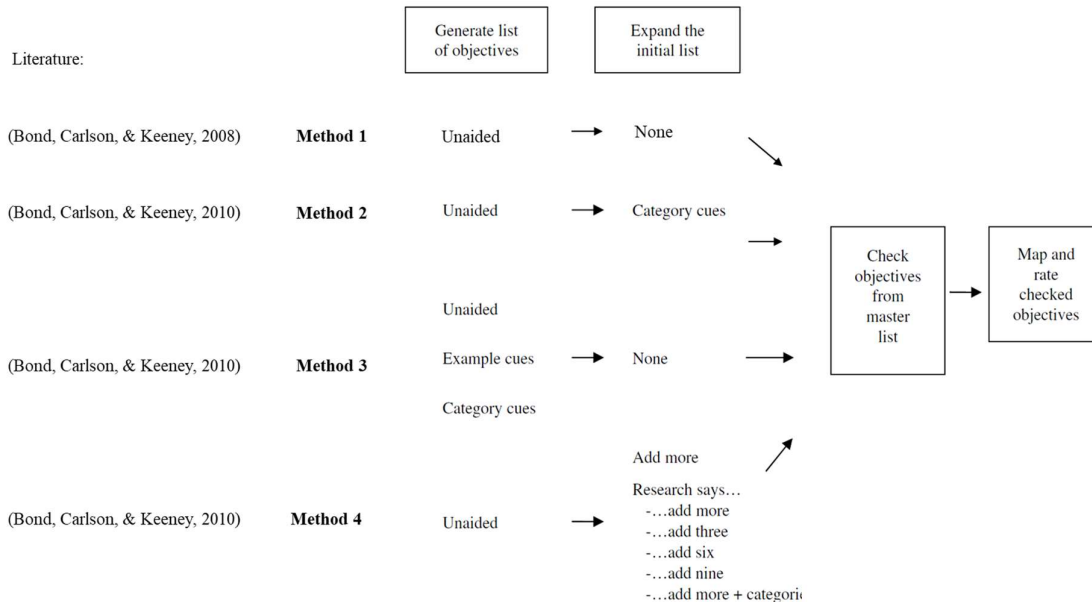 Generate list
of objectives
Expand the
initial list
Literature:
(Bond, Carlson, & Keeney, 2008) Method 1 Unaided None
(Bond, Carlson, & Keeney, 2010) Method 2 Unaided Category cues
Check
objectives
from
master
list
Map and
rate
checked
objectives
Unaided
(Bond, Carlson, & Keeney, 2010) Method 3 Example cues None
Category cues
Add more
Research says…
(Bond, Carlson, & Keeney, 2010) Method 4 Unaided
-…add more
-…add three
-…add six
-…add nine
-…add more + categori